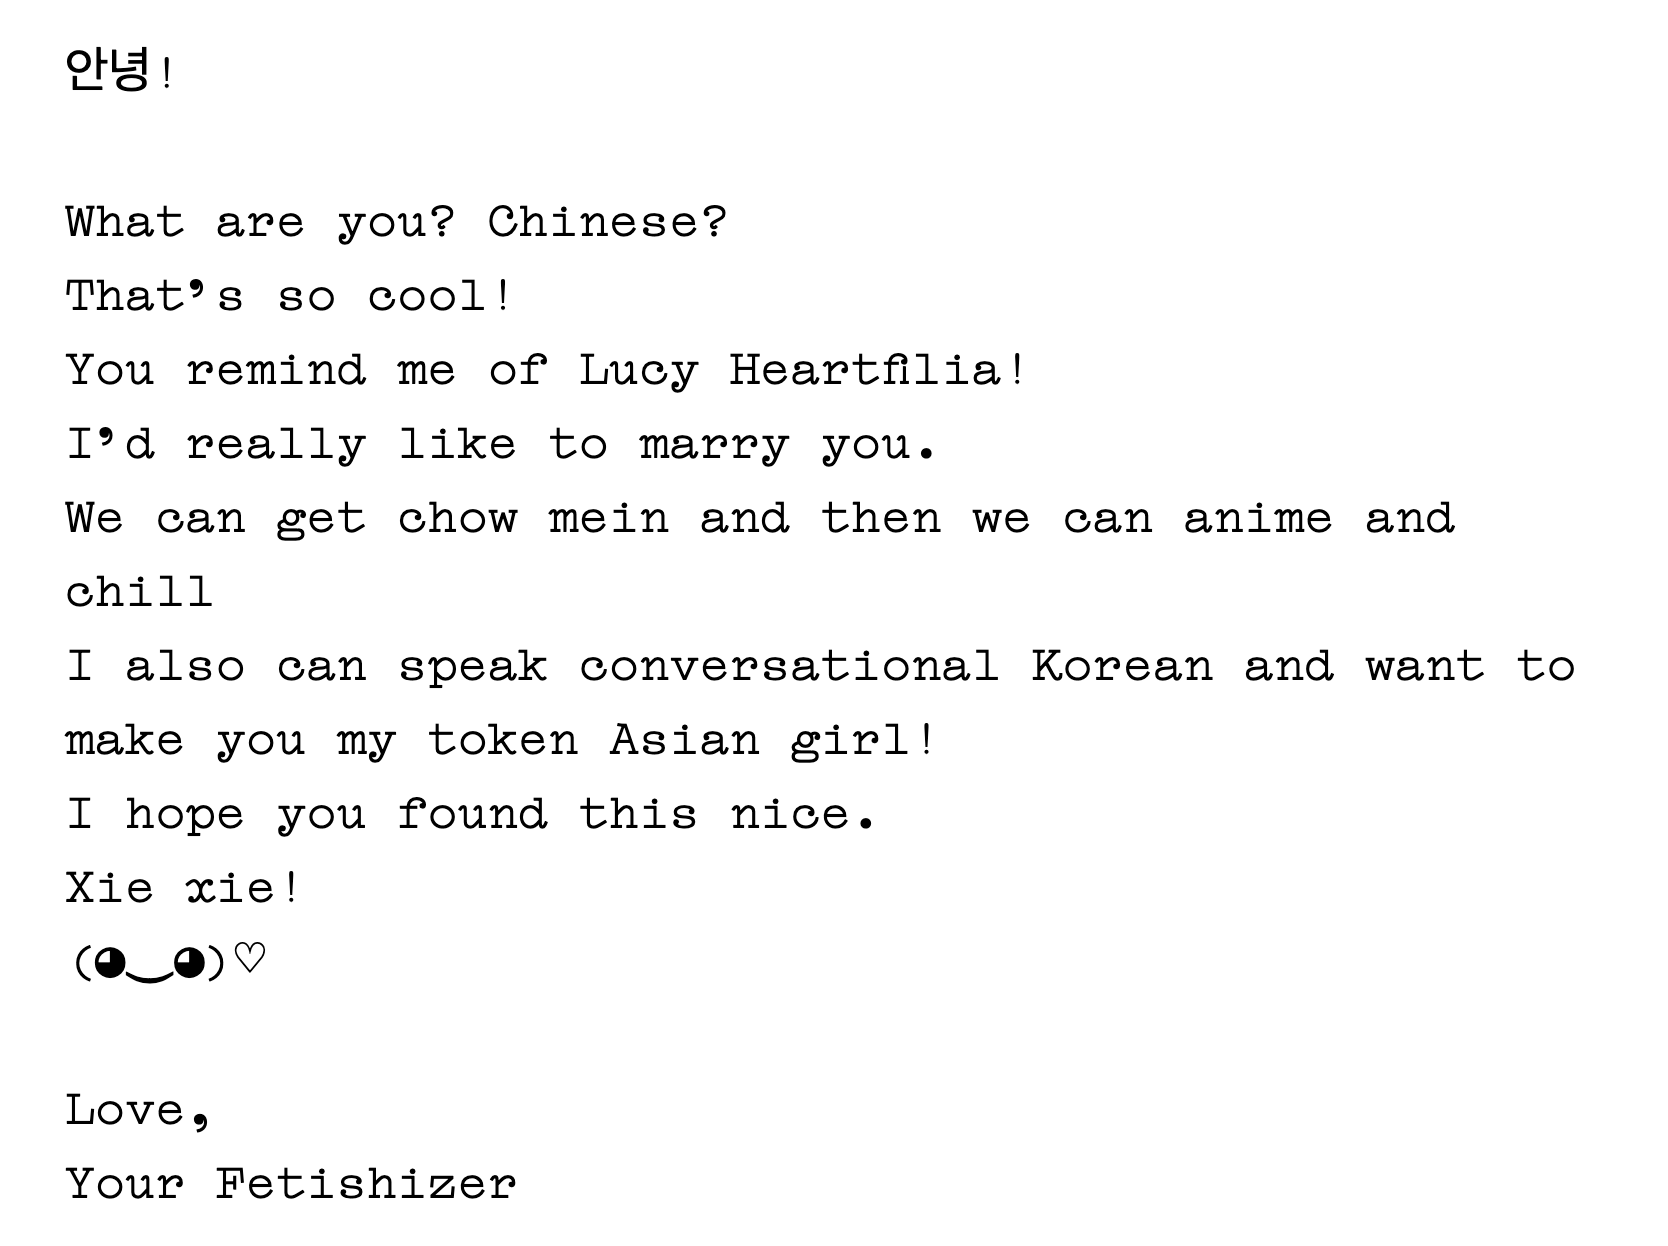 안녕!
What are you? Chinese?
That’s so cool!
You remind me of Lucy Heartfilia!
I’d really like to marry you.
We can get chow mein and then we can anime and
chill
I also can speak conversational Korean and want to
make you my token Asian girl!
I hope you found this nice.
Xie xie!
(◕‿◕)♡
Love,
Your Fetishizer